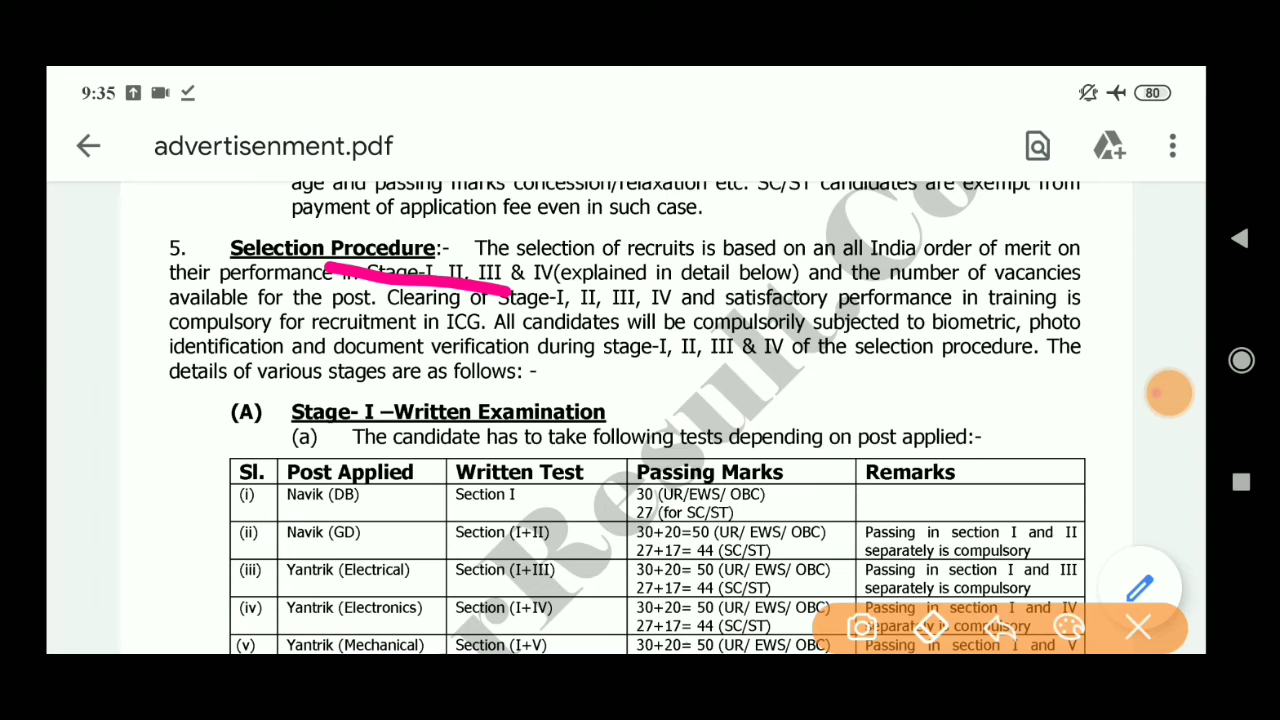 9:35
80
advertisenment.pdf
age and passing marks concession/relaxation etc. SC/ST candidates are exempt from
payment of application fee even in such case.
5. Selection Procedure:- The selection of recruits is based on an all India order of merit on
their performance in Stage-I, II, III & IV(explained in detail below) and the number of vacancies
available for the post. Clearing of Stage-I, II, III, IV and satisfactory performance in training is
compulsory for recruitment in ICG. All candidates will be compulsorily subjected to biometric, photo
identification and document verification during stage-I, II, III & IV of the selection procedure. The
details of various stages are as follows: -
(A) Stage- I –Written Examination
(a) The candidate has to take following tests depending on post applied:-
Sl. Post Applied Written Test Passing Marks Remarks
(i) Navik (DB) Section I 30 (UR/EWS/ OBC)
27 (for SC/ST)
(ii) Navik (GD) Section (I+II) 30+20=50 (UR/ EWS/ OBC) Passing in section I and II
27+17= 44 (SC/ST) separately is compulsory
(iii) Yantrik (Electrical) Section (I+III) 30+20= 50 (UR/ EWS/ OBC) Passing in section I and III
27+17= 44 (SC/ST) separately is compulsory
(iv) Yantrik (Electronics) Section (I+IV) 30+20= 50 (UR/ EWS/ OBC) Passing in section I and IV
27+17= 44 (SC/ST) separately is compulsory
(v) Yantrik (Mechanical) Section (I+V) 30+20= 50 (UR/ EWS/ OBC) Passing in section I and V
rResult.Co